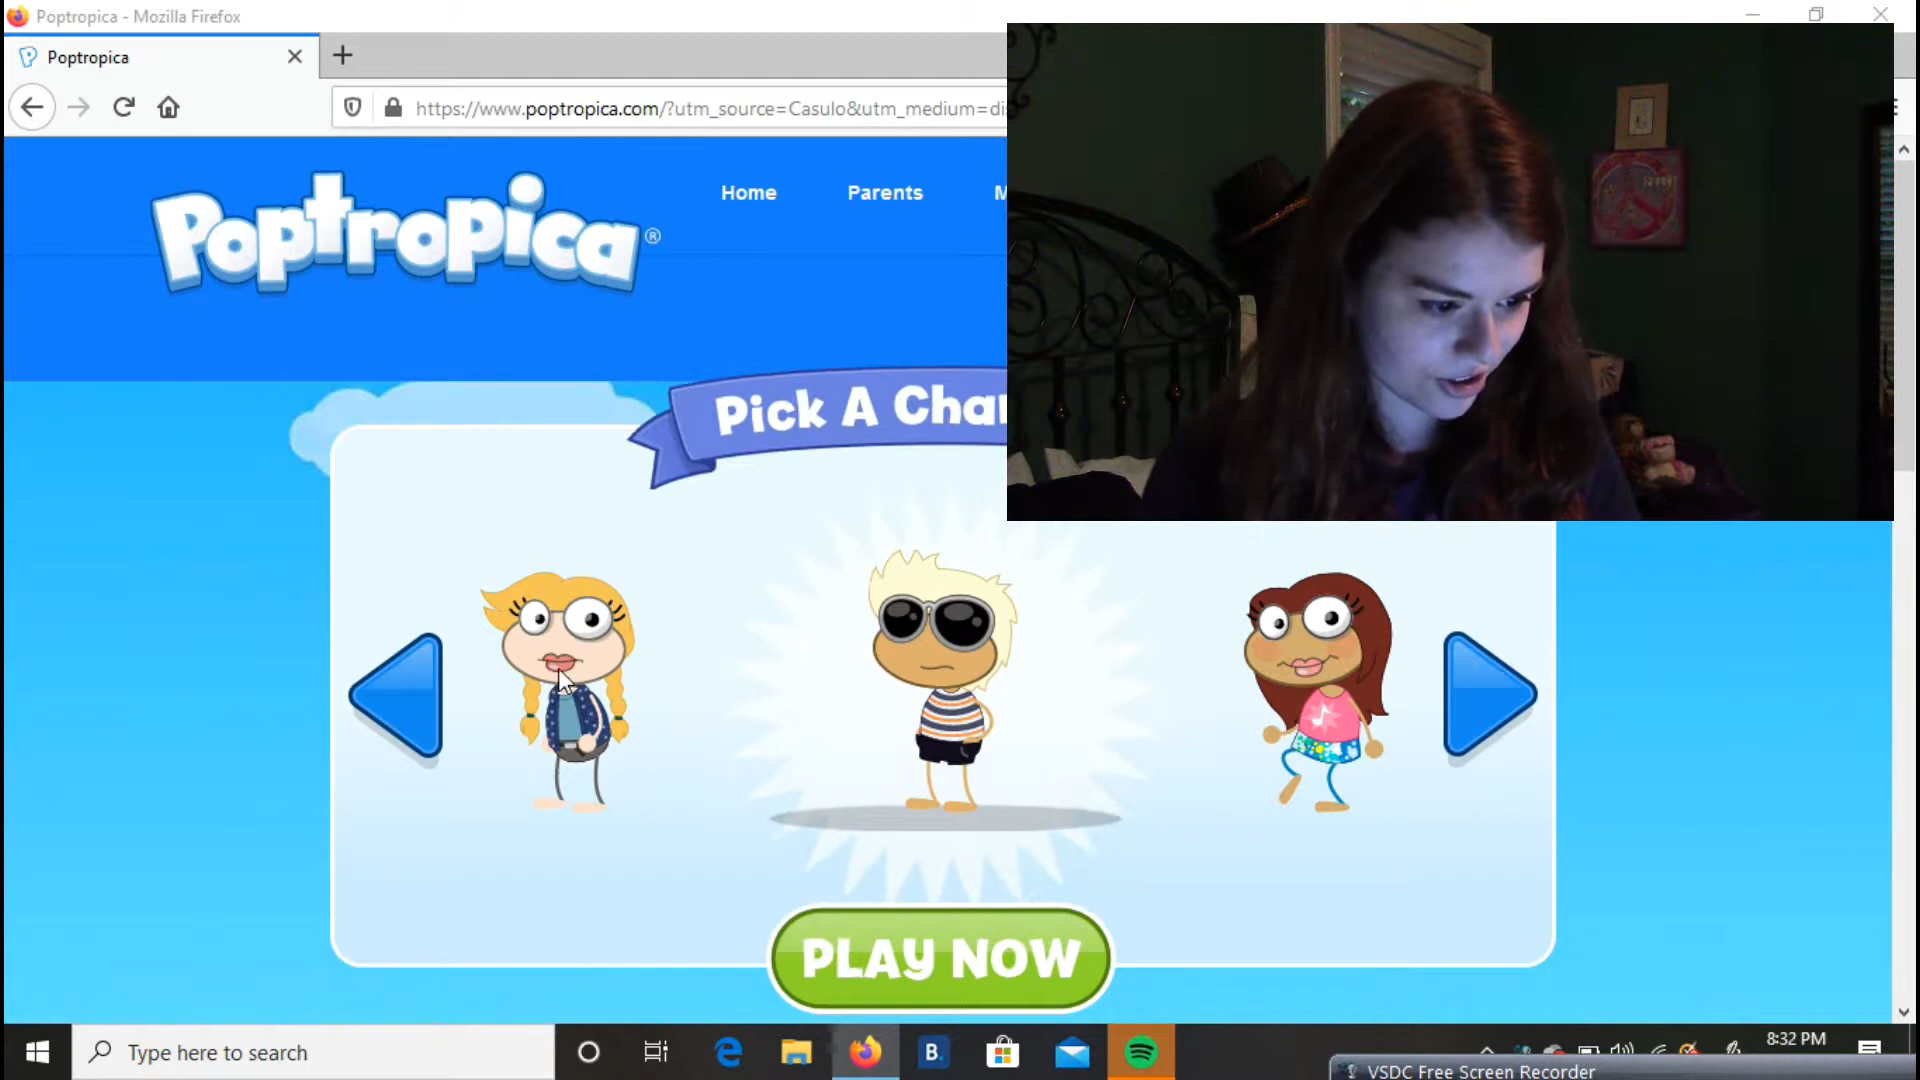 Poptropica - Mozilla Firefox
Poptropica
https://www.poptropica.com/?utm_source=Casulo&utm_medium=di
Poptropica®
Home
Parents
M
Pick A Cha
PLAY NOW
Type here to search
B.
8:32 PM
VSDC Free Screen Recorder